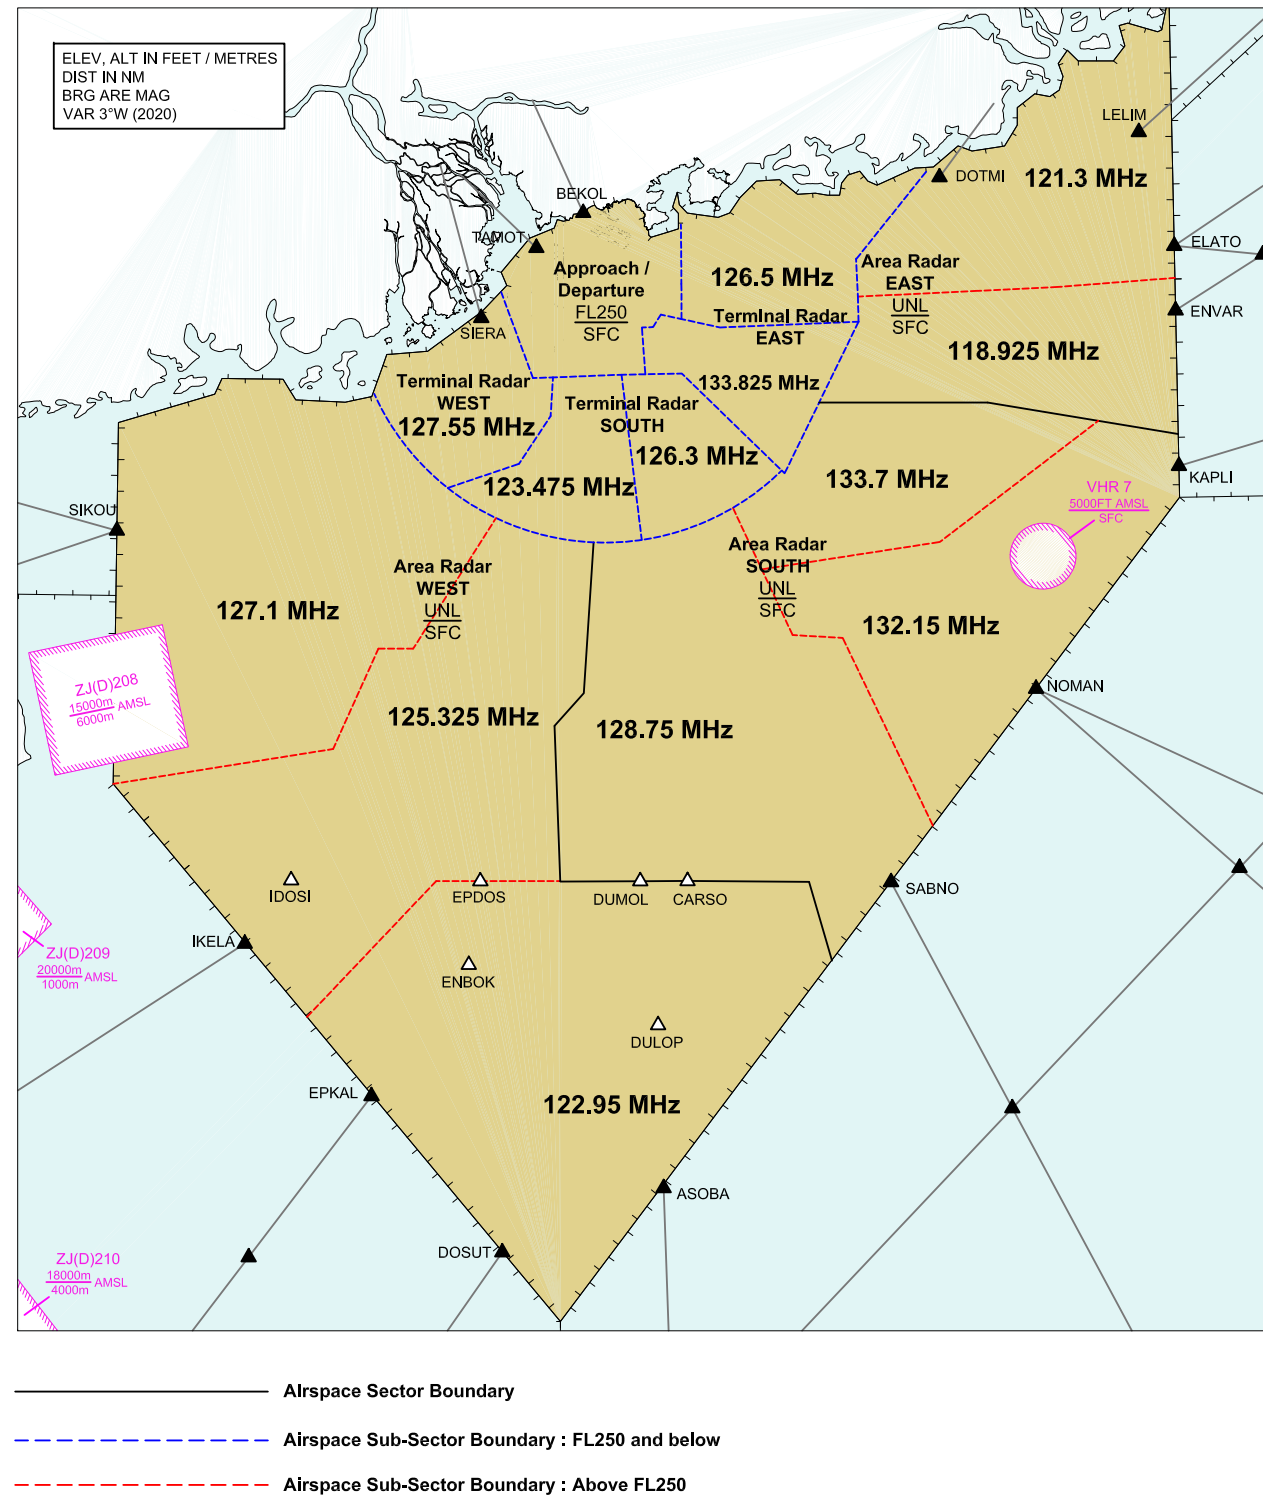 ELEV, ALT IN FEET / METRES
DIST IN NM
BRG ARE MAG
VAR 3°W (2020)
LELIM
DOTMI
121.3 MHz
BEKOL
TAMOT
ELATO
Approach /
Departure
FL250
SFC
126.5 MHz
Area Radar
EAST
UNL
SFC
Terminal Radar
EAST
ENVAR
SIERA
118.925 MHz
133.825 MHz
Terminal Radar
WEST
127.55 MHz
Terminal Radar
SOUTH
126.3 MHz
123.475 MHz
133.7 MHz
KAPLI
VHR 7
5000FT AMSL
SFC
SIKOU
Area Radar
WEST
UNL
SFC
Area Radar
SOUTH
UNL
SFC
127.1 MHz
132.15 MHz
ZJ(D)208
15000m AMSL
6000m
NOMAN
125.325 MHz
128.75 MHz
IDOSI
EPDOS
DUMOL
CARSO
SABNO
IKELA
ZJ(D)209
20000m AMSL
1000m
ENBOK
DULOP
EPKAL
122.95 MHz
ASOBA
DOSUT
ZJ(D)210
18000m AMSL
4000m
Airspace Sector Boundary
Airspace Sub-Sector Boundary : FL250 and below
Airspace Sub-Sector Boundary : Above FL250